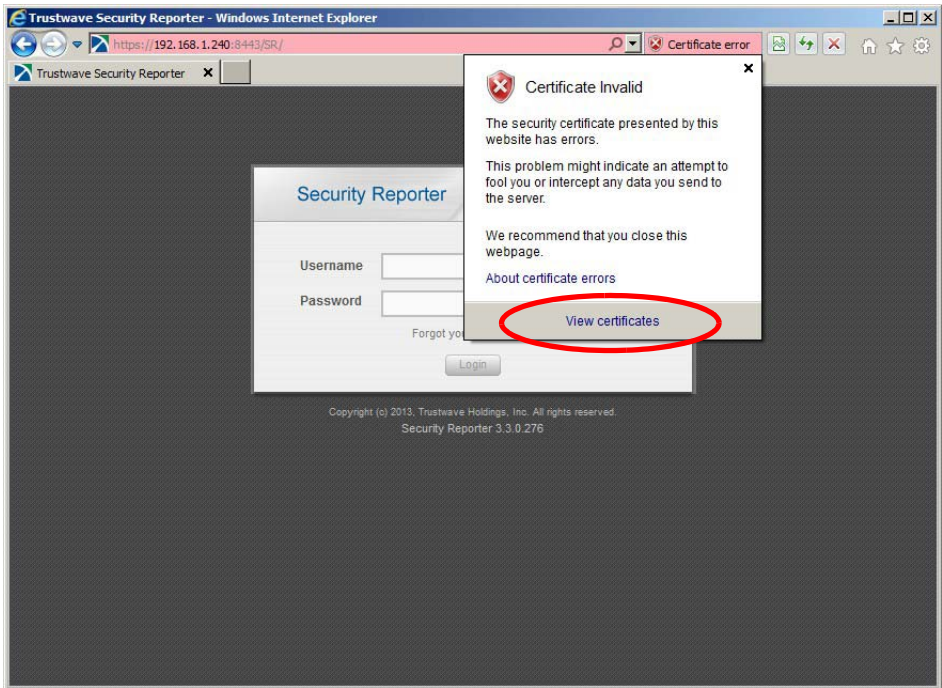 Trustwave Security Reporter - Windows Internet Explorer
https://192.168.1.240:8443/SR/
Certificate error
Trustwave Security Reporter
Certificate Invalid
The security certificate presented by this
website has errors.
This problem might indicate an attempt to
fool you or intercept any data you send to
the server.
We recommend that you close this
webpage.
About certificate errors
View certificates
Security Reporter
Username
Password
Forgot you
Login
Copyright (c) 2013, Trustwave Holdings, Inc. All rights reserved.
Security Reporter 3.3.0.276